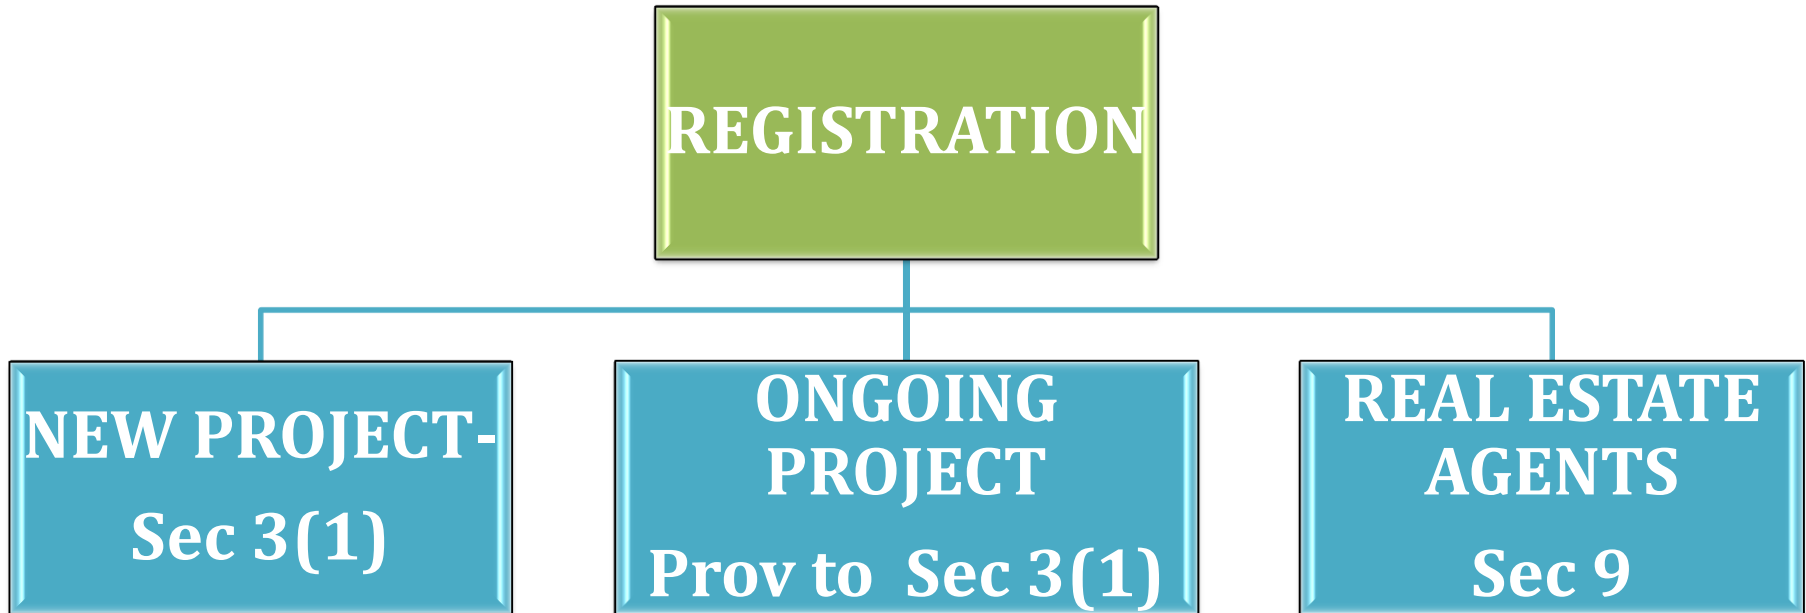 REGISTRATION
NEW PROJECT-
Sec 3(1)
ONGOING
PROJECT
Prov to  Sec 3(1)
REAL ESTATE
AGENTS
Sec 9